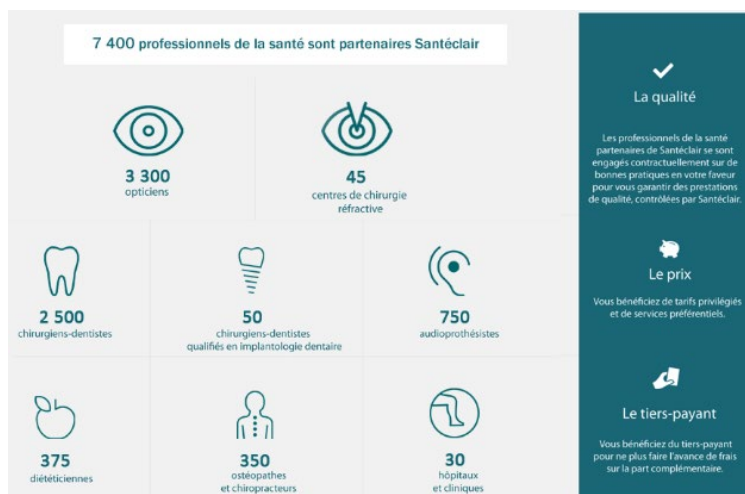 7 400 professionnels de la santé sont partenaires Santéclair
3 300
opticiens
45
centres de chirurgie
réfractive
2 500
chirurgiens-dentistes
50
chirurgiens-dentistes
qualifiés en implantologie dentaire
750
audioprothésistes
375
diététiciennes
350
ostéopathes
et chiropracteurs
30
hôpitaux
et cliniques
La qualité
Les professionnels de la santé
partenaires de Santéclair se sont
engagés contractuellement sur de
bonnes pratiques en votre faveur
pour vous garantir des prestations
de qualité, contrôlées par Santéclair.
Le prix
Vous bénéficiez de tarifs privilégiés
et de services préférentiels.
Le tiers-payant
Vous bénéficiez du tiers-payant
pour ne plus faire l'avance de frais
sur la part complémentaire.